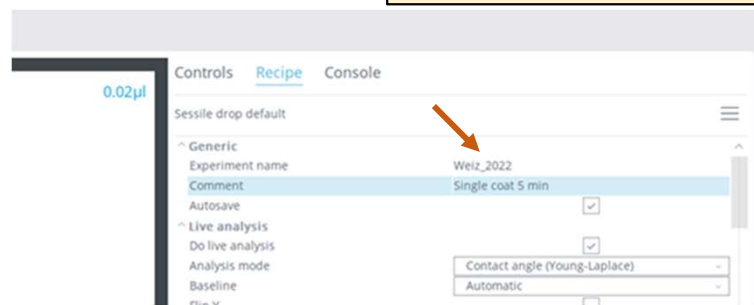 Controls Recipe Console
0.02µl
Sessile drop default
Generic
Experiment name Weiz_2022
Comment Single coat 5 min
Autosave
Live analysis
Do live analysis
Analysis mode Contact angle (Young-Laplace)
Baseline Automatic
Flip Y